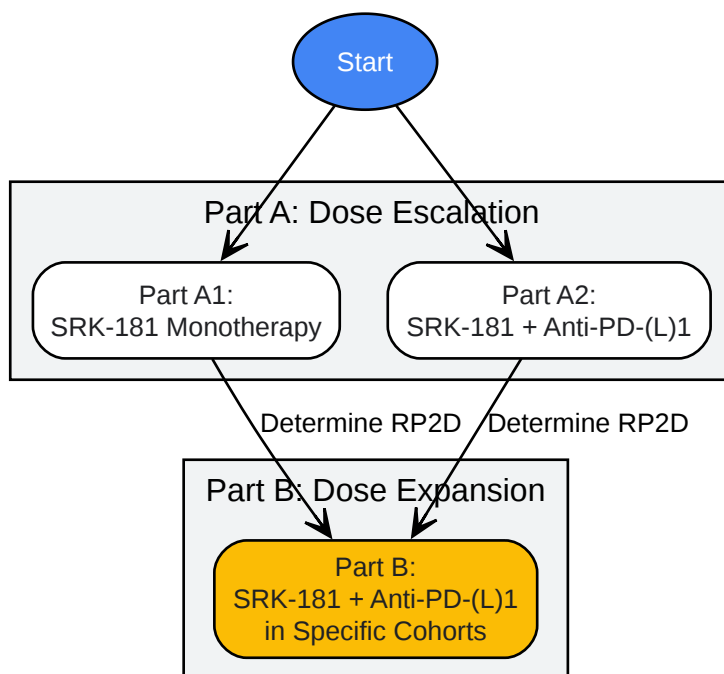 Start
Part A: Dose Escalation
Part A1:
SRK-181 Monotherapy
Part A2:
SRK-181 + Anti-PD-(L)1
Determine RP2D
Determine RP2D
Part B: Dose Expansion
Part B:
SRK-181 + Anti-PD-(L)1
in Specific Cohorts